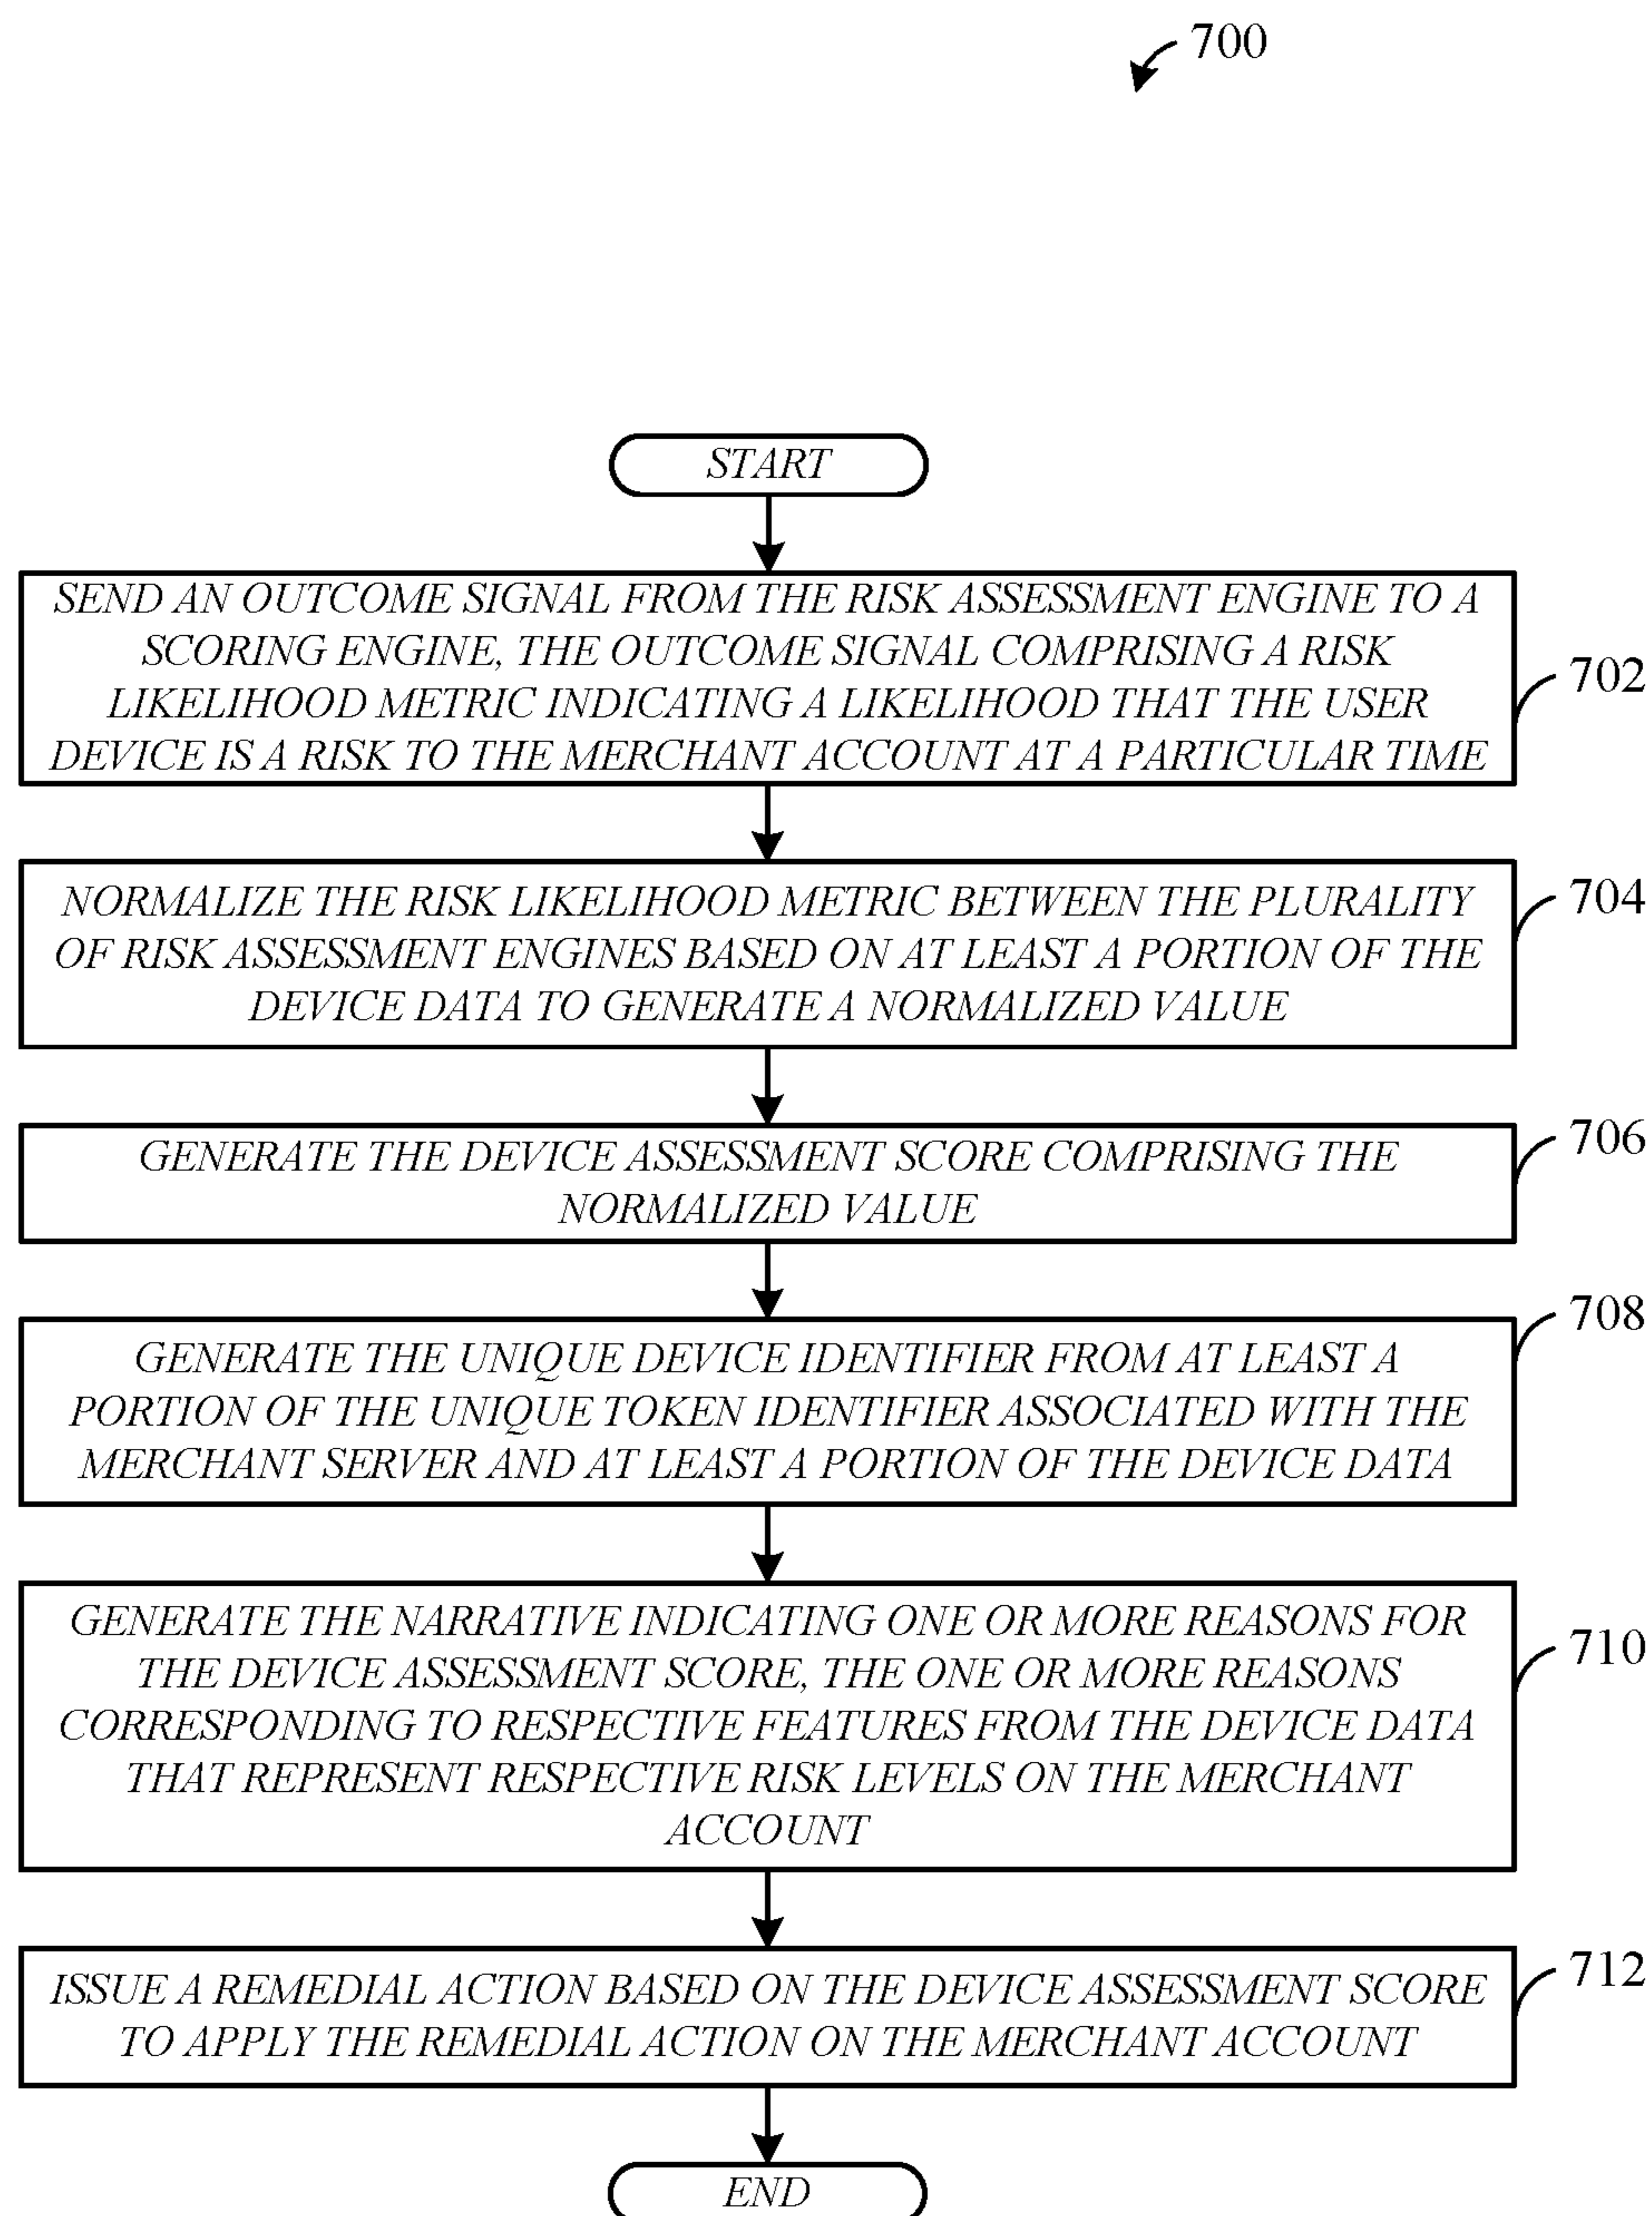 700
START
SEND AN OUTCOME SIGNAL FROM THE RISK ASSESSMENT ENGINE TO A
SCORING ENGINE, THE OUTCOME SIGNAL COMPRISING A RISK
LIKELIHOOD METRIC INDICATING A LIKELIHOOD THAT THE USER
DEVICE IS A RISK TO THE MERCHANT ACCOUNT AT A PARTICULAR TIME
702
NORMALIZE THE RISK LIKELIHOOD METRIC BETWEEN THE PLURALITY
OF RISK ASSESSMENT ENGINES BASED ON AT LEAST A PORTION OF THE
DEVICE DATA TO GENERATE A NORMALIZED VALUE
704
GENERATE THE DEVICE ASSESSMENT SCORE COMPRISING THE
NORMALIZED VALUE
706
GENERATE THE UNIQUE DEVICE IDENTIFIER FROM AT LEAST A
PORTION OF THE UNIQUE TOKEN IDENTIFIER ASSOCIATED WITH THE
MERCHANT SERVER AND AT LEAST A PORTION OF THE DEVICE DATA
708
GENERATE THE NARRATIVE INDICATING ONE OR MORE REASONS FOR
THE DEVICE ASSESSMENT SCORE, THE ONE OR MORE REASONS
CORRESPONDING TO RESPECTIVE FEATURES FROM THE DEVICE DATA
THAT REPRESENT RESPECTIVE RISK LEVELS ON THE MERCHANT
ACCOUNT
710
ISSUE A REMEDIAL ACTION BASED ON THE DEVICE ASSESSMENT SCORE
TO APPLY THE REMEDIAL ACTION ON THE MERCHANT ACCOUNT
712
END